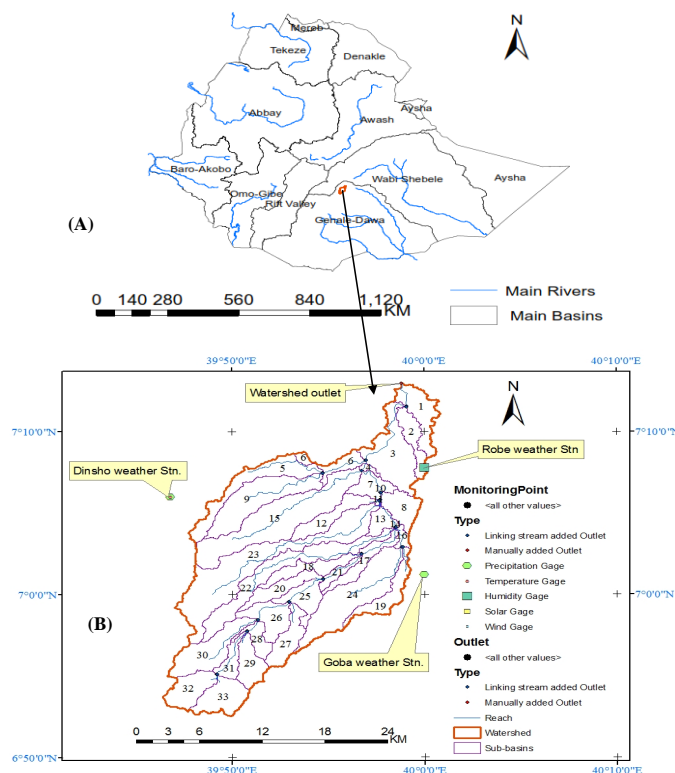 Mereb
N
Tekeze
Denakle
Abbay
Aysha
Awash
Baro-Akobo
Wabi Shebele
Aysha
Omo-Gibe
Rift Valley
(A)
Genale-Dawa
Main Rivers
0 140 280 560 840 1,120
KM
Main Basins
39°50'0"E 40°0'0"E 40°10'0"E
Watershed outlet
N
1
7°10'0"N 7°10'0"N
2
3
Robe weather Stn
6 6
5 4
Dinsho weather Stn.
7
9 10 8
MonitoringPoint
<all other values>
15 12 13
Type
Linking stream added Outlet
16
Manually added Outlet
23 17
Precipitation Gage
18 21
Temperature Gage
22 20 24
Humidity Gage
7°0'0"N
25 19
Solar Gage
26
Wind Gage
(B)
Outlet
28 27
<all other values>
30 29
Goba weather Stn.
Type
31
Linking stream added Outlet
32 33
Manually added Outlet
Reach
0 3 6 12 18 24
KM
Watershed
Sub-basins
6°50'0"N 6°50'0"N
39°50'0"E 40°0'0"E 40°10'0"E